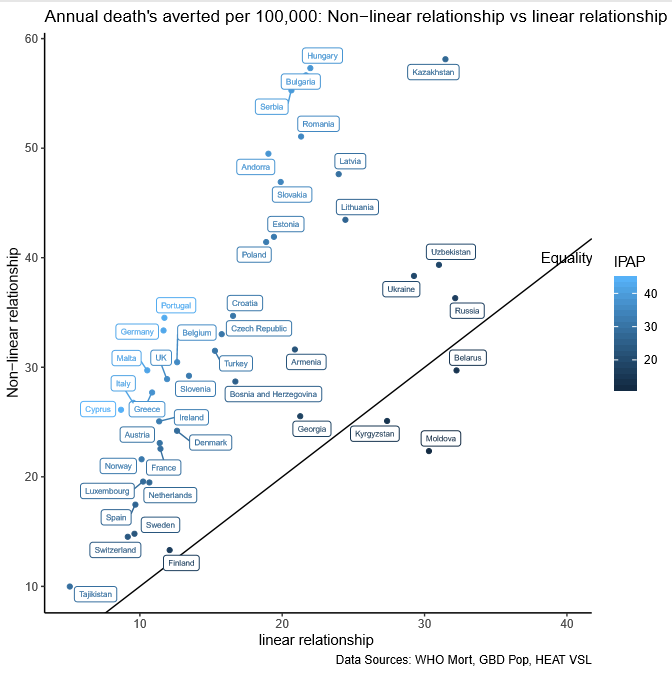 Annual death's averted per 100,000: Non−linear relationship vs linear relationship
60
Hungary
Kazakhstan
Bulgaria
Serbia
Romania
50
Latvia
Andorra
Slovakia
Lithuania
Estonia
Poland
Uzbekistan
40
Equality
IPAP
Ukraine
40
30
20
Portugal
Croatia
Russia
Germany
Belgium
Czech Republic
Malta
UK
Turkey
Armenia
Belarus
30
Italy
Slovenia
Bosnia and Herzegovina
Cyprus
Greece
Ireland
Georgia
Kyrgyzstan
Austria
Denmark
Moldova
Norway
France
20
Luxembourg
Netherlands
Spain
Sweden
Switzerland
Finland
10
Tajikistan
Non−linear relationship
10 20 30 40
linear relationship
Data Sources: WHO Mort, GBD Pop, HEAT VSL